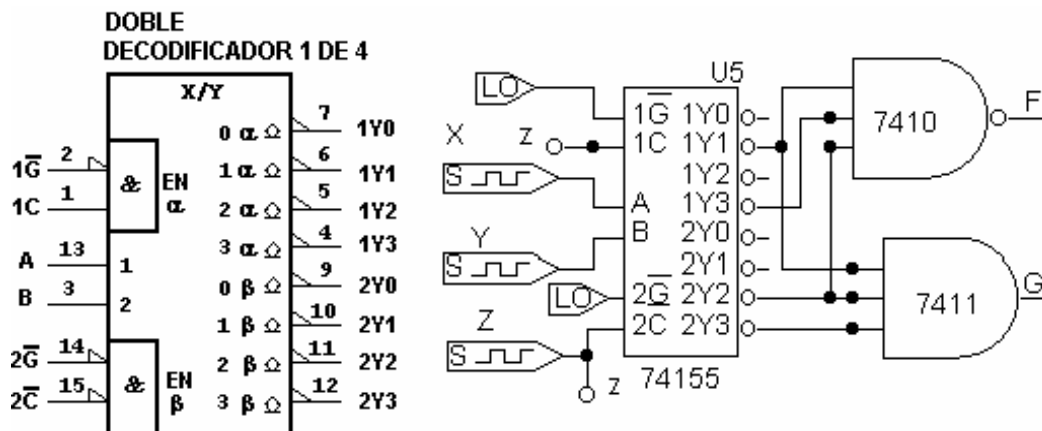 DOBLE
DECODIFICADOR 1 DE 4
X/Y
1G̅ 2
1C 1
A 13
B 3
2G̅ 14
2C̅ 15
&
EN
α
1
2
&
EN
β
0 α Ω 7 1Y0
1 α Ω 6 1Y1
2 α Ω 5 1Y2
3 α Ω 4 1Y3
0 β Ω 9 2Y0
1 β Ω 10 2Y1
2 β Ω 11 2Y2
3 β Ω 12 2Y3
U5
LO
X
z
S
Y
S
LO
Z
S
z
1G̅ 1Y0
1C 1Y1
1Y2
A 1Y3
B 2Y0
2Y1
2G̅ 2Y2
2C 2Y3
74155
7410
F
7411
G